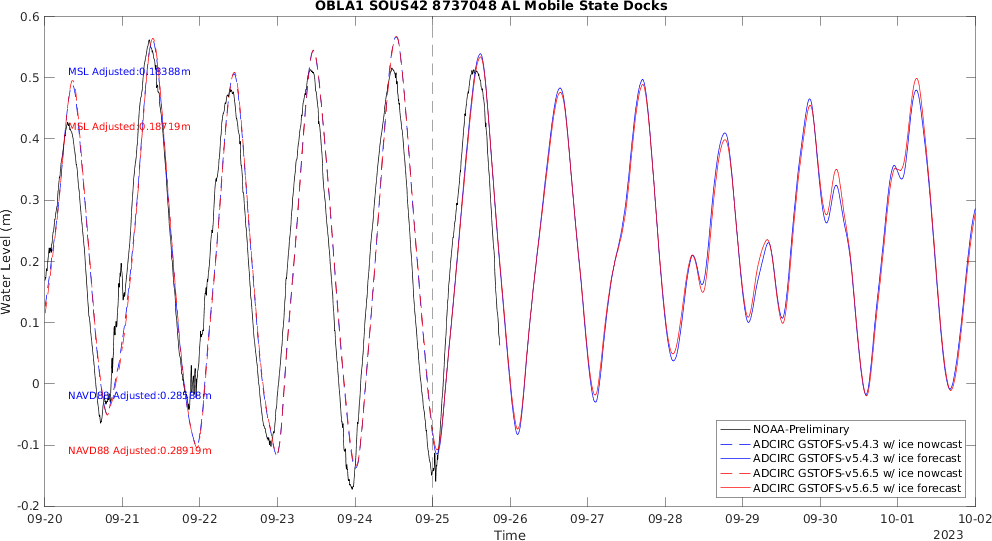 OBLA1 SOUS42 8737048 AL Mobile State Docks
0.6
0.5
0.4
0.3
0.2
0.1
0
-0.1
-0.2
Water Level (m)
MSL Adjusted:0.18388m
MSL Adjusted:0.18719m
NAVD88 Adjusted:0.28588m
NAVD88 Adjusted:0.28919m
NOAA-Preliminary
ADCIRC GSTOFS-v5.4.3 w/ ice nowcast
ADCIRC GSTOFS-v5.4.3 w/ ice forecast
ADCIRC GSTOFS-v5.6.5 w/ ice nowcast
ADCIRC GSTOFS-v5.6.5 w/ ice forecast
09-20 09-21 09-22 09-23 09-24 09-25 09-26 09-27 09-28 09-29 09-30 10-01 10-02
Time
2023